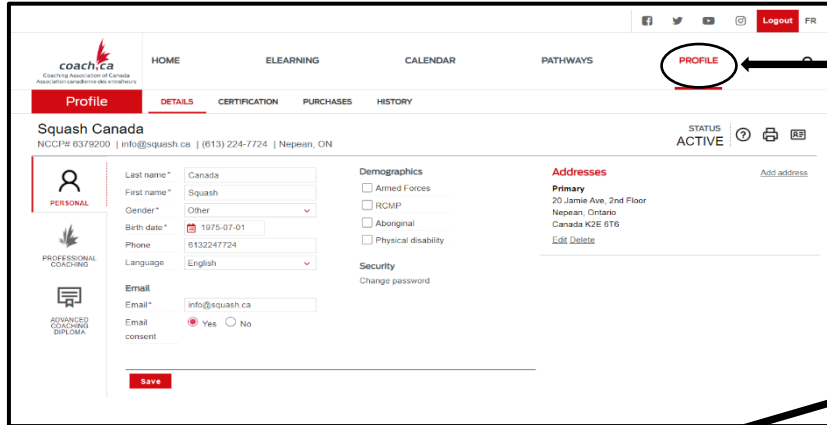 Logout FR
coach.ca
Coaching Association of Canada
Association canadienne des entraîneurs
HOME ELEARNING CALENDAR PATHWAYS PROFILE
Profile DETAILS CERTIFICATION PURCHASES HISTORY
Squash Canada
NCCP# 6379200 | info@squash.ca | (613) 224-7724 | Nepean, ON
STATUS
ACTIVE
PERSONAL
PROFESSIONAL
COACHING
ADVANCED
COACHING
DIPLOMA
Last name* Canada
First name* Squash
Gender* Other
Birth date* 1975-07-01
Phone 6132247724
Language English
Email
Email* info@squash.ca
Email consent Yes No
Save
Demographics
Armed Forces
RCMP
Aboriginal
Physical disability
Security
Change password
Addresses Add address
Primary
20 Jamie Ave, 2nd Floor
Nepean, Ontario
Canada K2E 6T6
Edit Delete